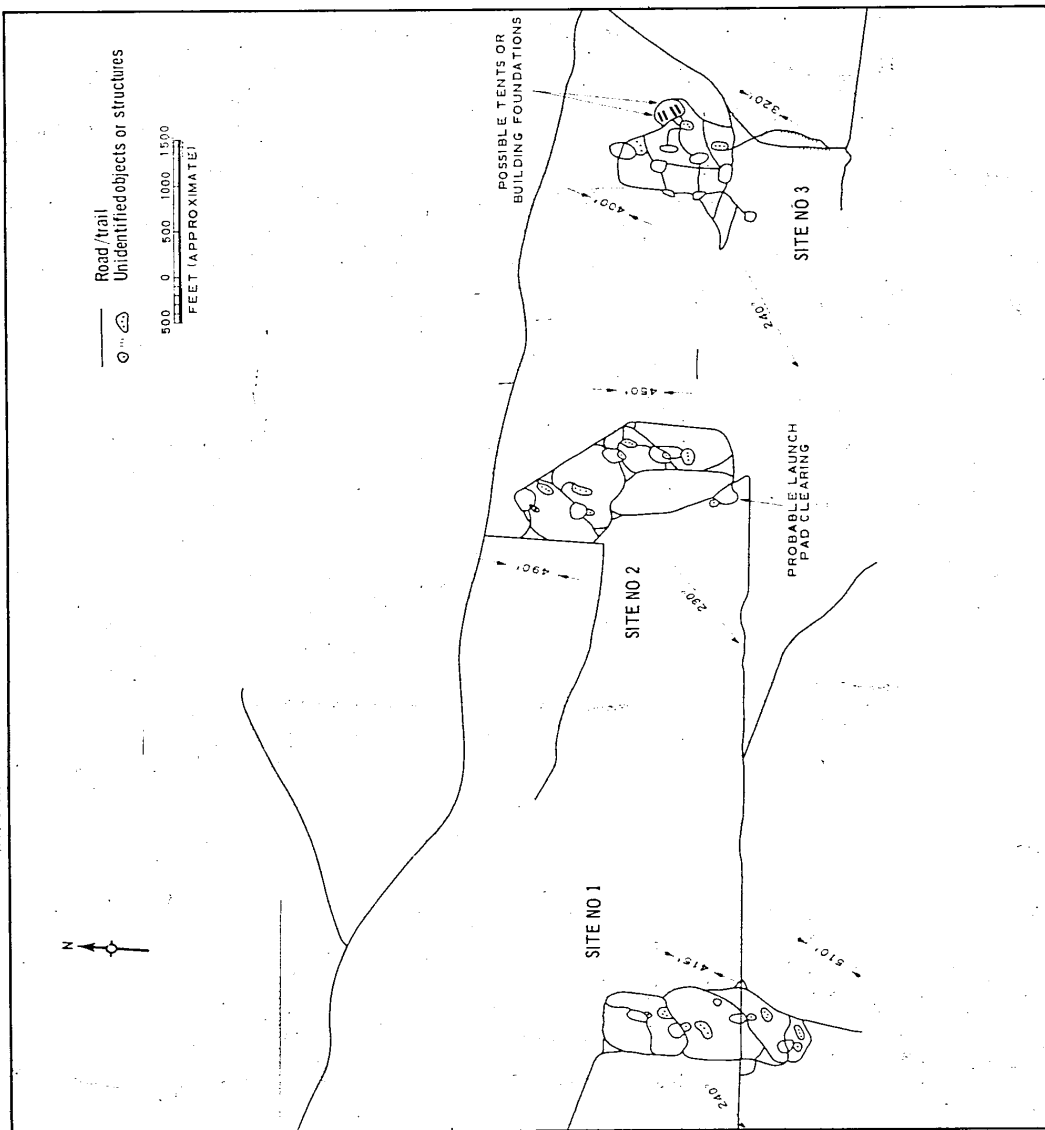 Road/trail
Unidentified objects or structures
500 0 500 1000 1500
FEET (APPROXIMATE)
N
POSSIBLE TENTS OR
BUILDING FOUNDATIONS
400'
320'
SITE NO 3
240°
450'
490'
SITE NO 2
230°
PROBABLE LAUNCH
PAD CLEARING
SITE NO 1
415'
510'
240°